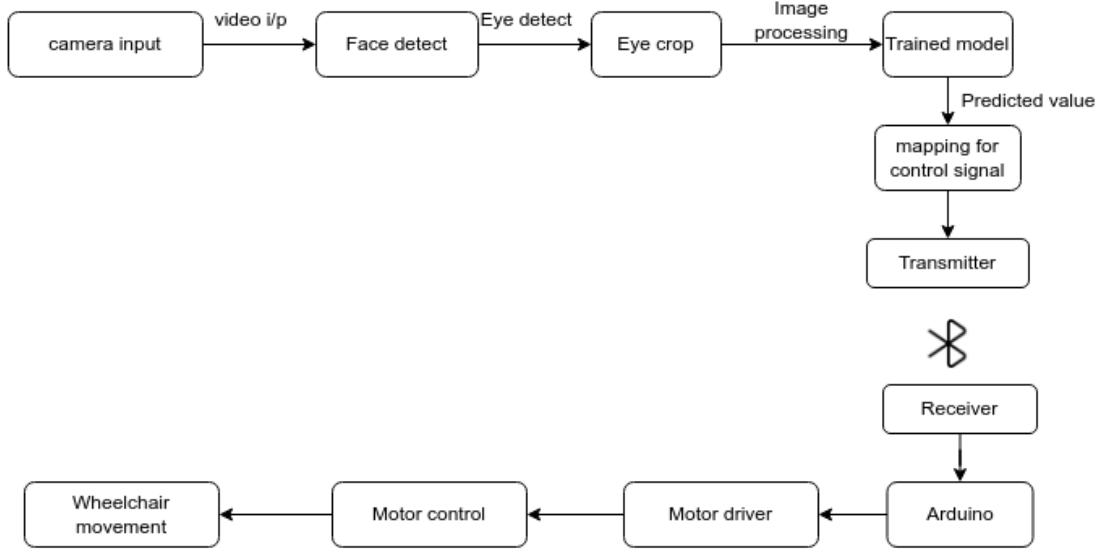 camera input
video i/p
Face detect
Eye detect
Eye crop
Image
processing
Trained model
Predicted value
mapping for
control signal
Transmitter
Receiver
Arduino
Motor driver
Motor control
Wheelchair
movement